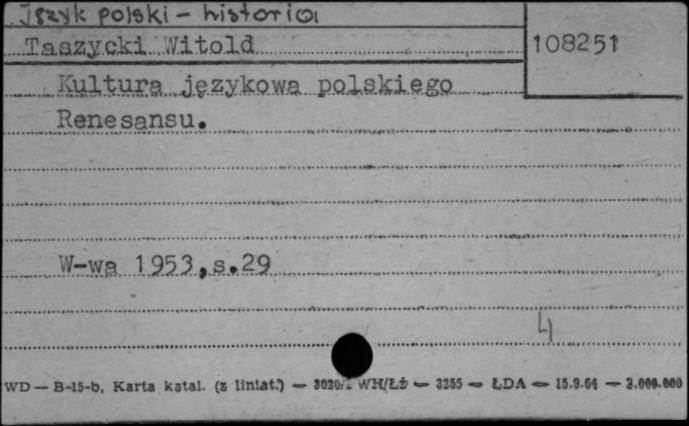 Język polski - historia
Taszycki Witold
108251
Kultura językowa polskiego
Renesansu.
W-wa 1953,s.29
4
WD — B-15-b, Karta katal. (z liniat.) — 3020/ WH/ŁŻ — 3255 — ŁDA — 15.9.64 — 2.000.000